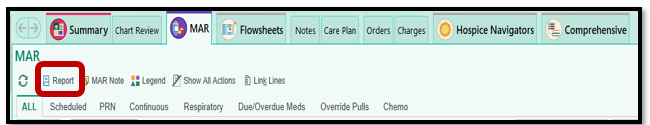 Summary Chart Review MAR Flowsheets Notes Care Plan Orders Charges Hospice Navigators Comprehensive
MAR
Report MAR Note Legend Show All Actions Link Lines
ALL Scheduled PRN Continuous Respiratory Due/Overdue Meds Override Pulls Chemo